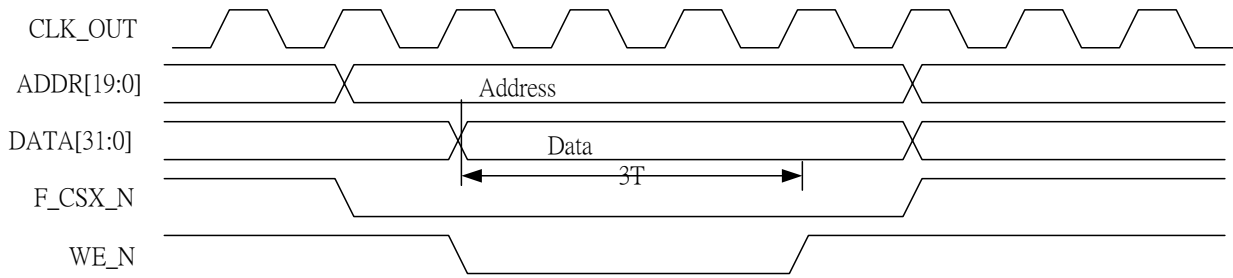 CLK_OUT
ADDR[19:0]
Address
DATA[31:0]
Data
3T
F_CSX_N
WE_N